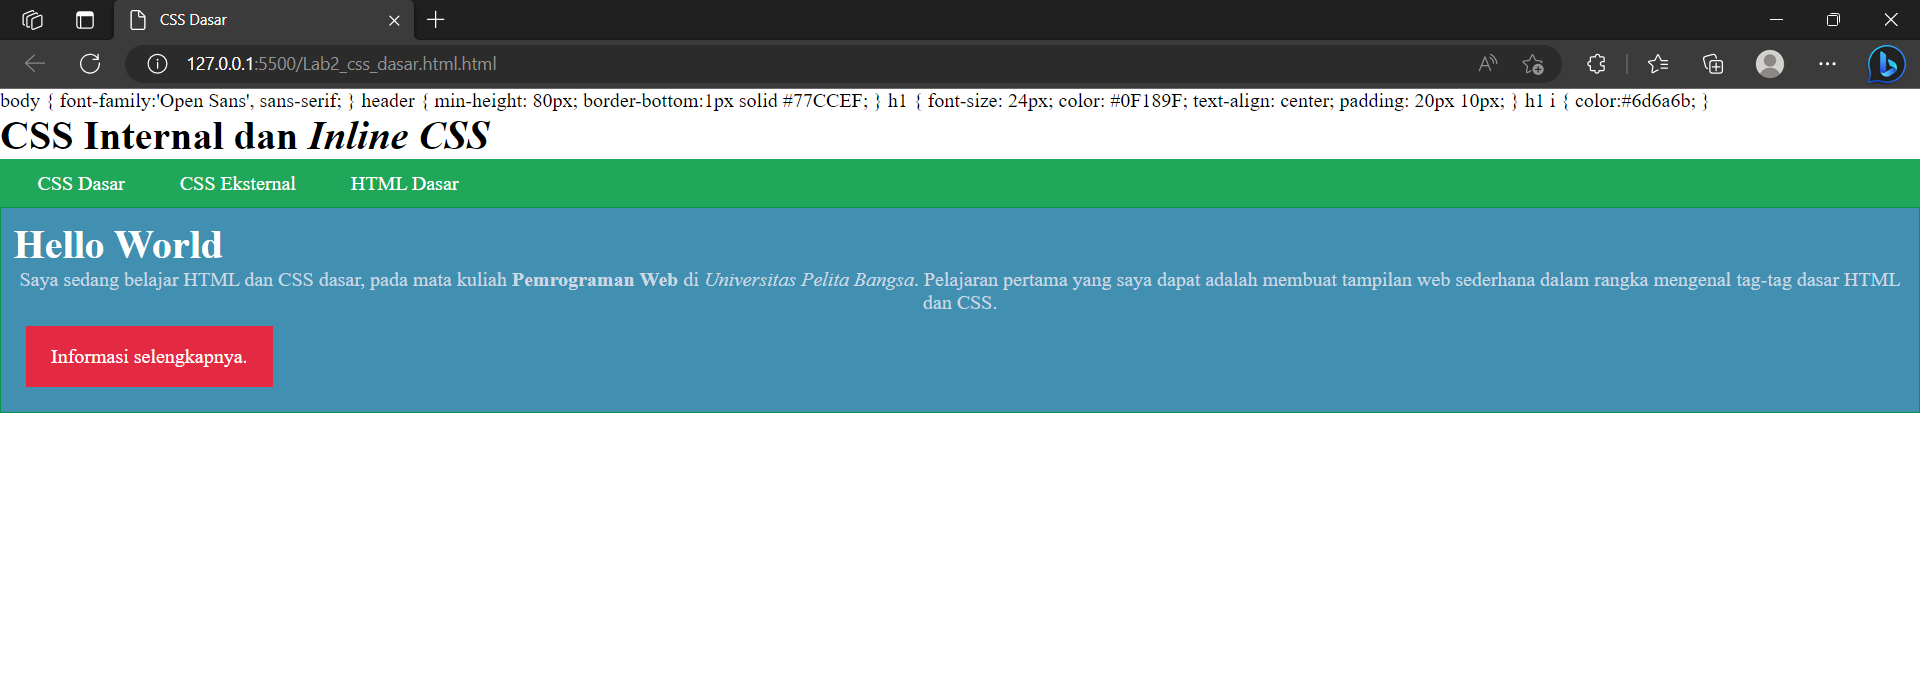 CSS Dasar
127.0.0.1:5500/Lab2_css_dasar.html.html
body { font-family:'Open Sans', sans-serif; } header { min-height: 80px; border-bottom:1px solid #77CCEF; } h1 { font-size: 24px; color: #0F189F; text-align: center; padding: 20px 10px; } h1 i { color:#6d6a6b; }
CSS Internal dan Inline CSS
CSS Dasar CSS Eksternal HTML Dasar
Hello World
Saya sedang belajar HTML dan CSS dasar, pada mata kuliah Pemrograman Web di Universitas Pelita Bangsa. Pelajaran pertama yang saya dapat adalah membuat tampilan web sederhana dalam rangka mengenal tag-tag dasar HTML
dan CSS.
Informasi selengkapnya.